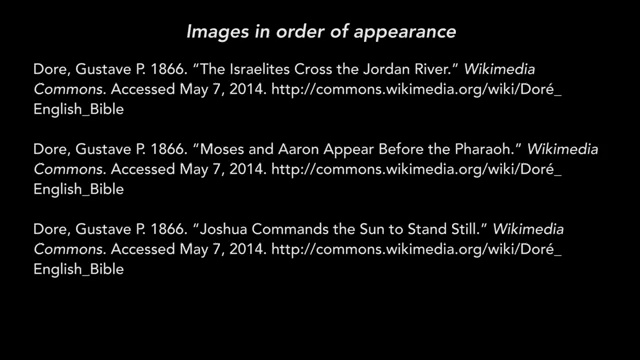 Images in order of appearance
Dore, Gustave P. 1866. “The Israelites Cross the Jordan River.” Wikimedia
Commons. Accessed May 7, 2014. http://commons.wikimedia.org/wiki/Doré_
English_Bible
Dore, Gustave P. 1866. “Moses and Aaron Appear Before the Pharaoh.” Wikimedia
Commons. Accessed May 7, 2014. http://commons.wikimedia.org/wiki/Doré_
English_Bible
Dore, Gustave P. 1866. “Joshua Commands the Sun to Stand Still.” Wikimedia
Commons. Accessed May 7, 2014. http://commons.wikimedia.org/wiki/Doré_
English_Bible